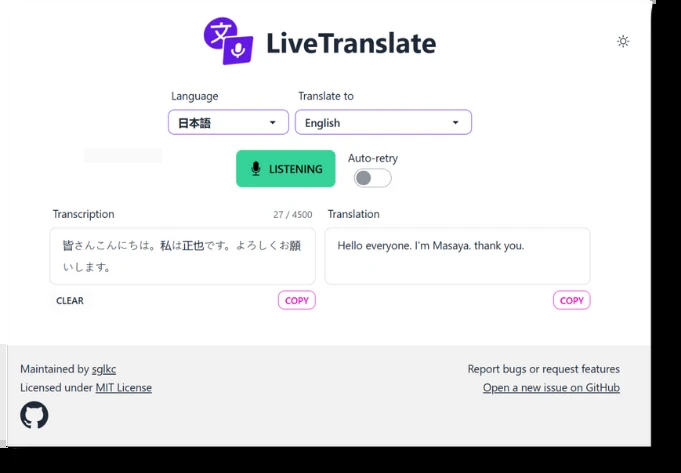 文
LiveTranslate
Language
Translate to
日本語
English
LISTENING
Auto-retry
Transcription
27 / 4500
Translation
皆さんこんにちは。私は正也です。よろしくお願
いします。
Hello everyone. I'm Masaya. thank you.
CLEAR
COPY
COPY
Maintained by sglkc
Report bugs or request features
Licensed under MIT License
Open a new issue on GitHub